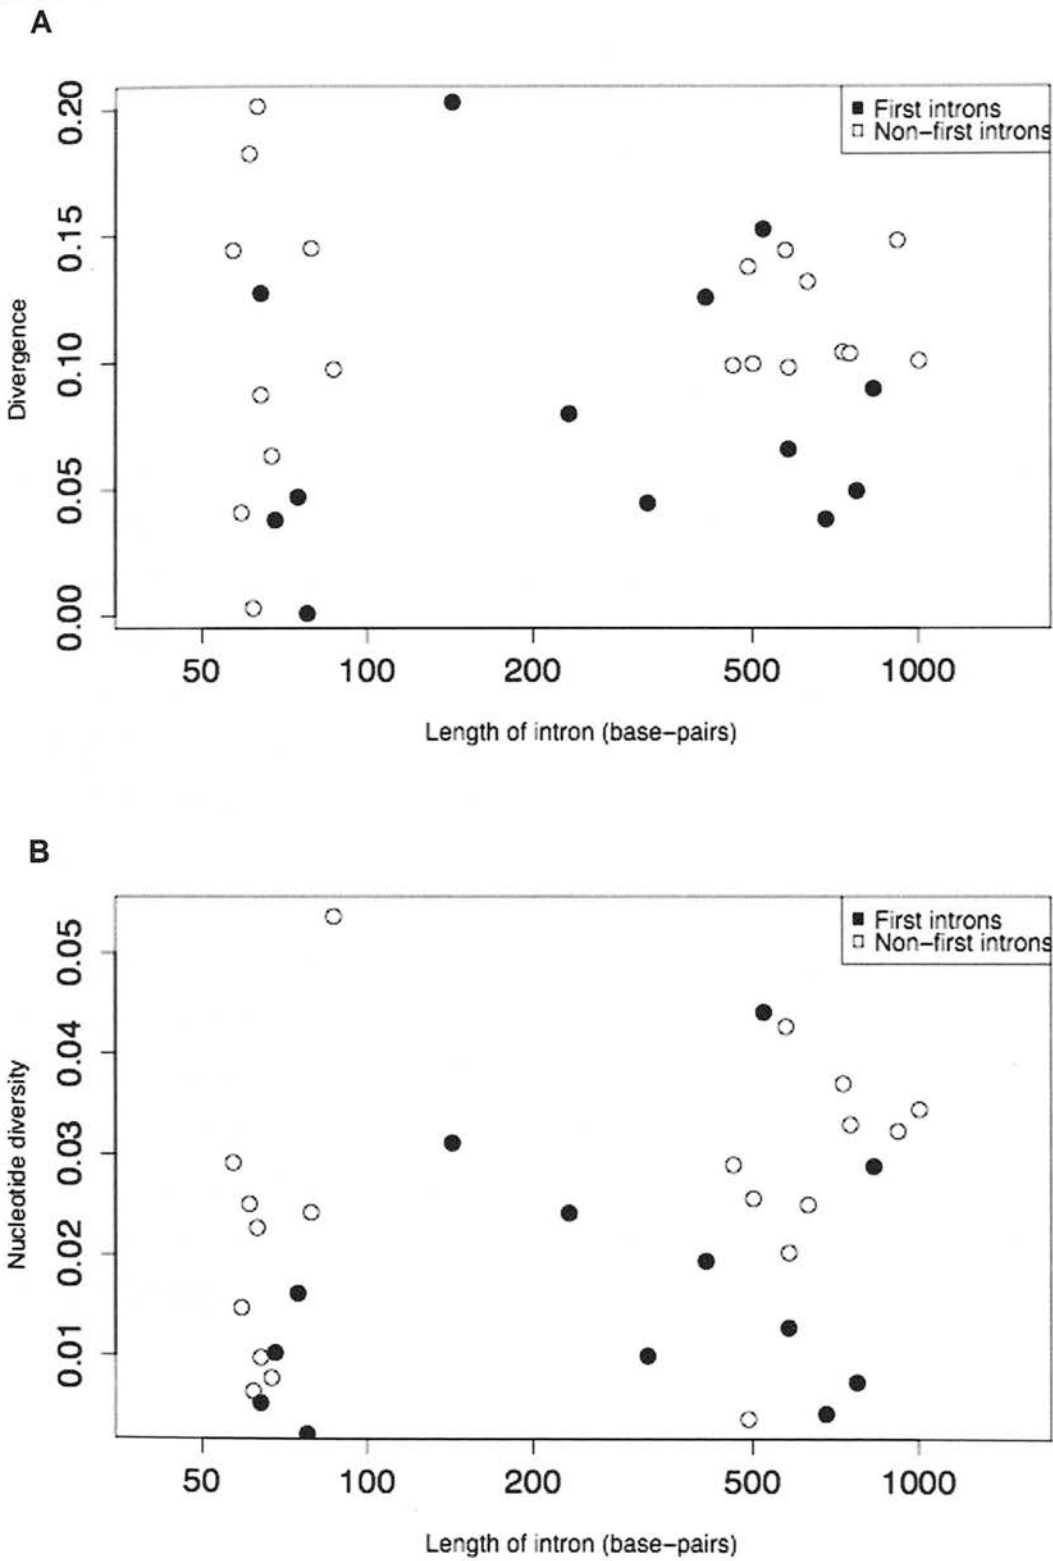 A
0.20
0.15
0.10
0.05
0.00
Divergence
First introns
Non-first introns
50 100 200 500 1000
Length of intron (base-pairs)
B
0.05
0.04
0.03
0.02
0.01
Nucleotide diversity
First introns
Non-first introns
50 100 200 500 1000
Length of intron (base-pairs)